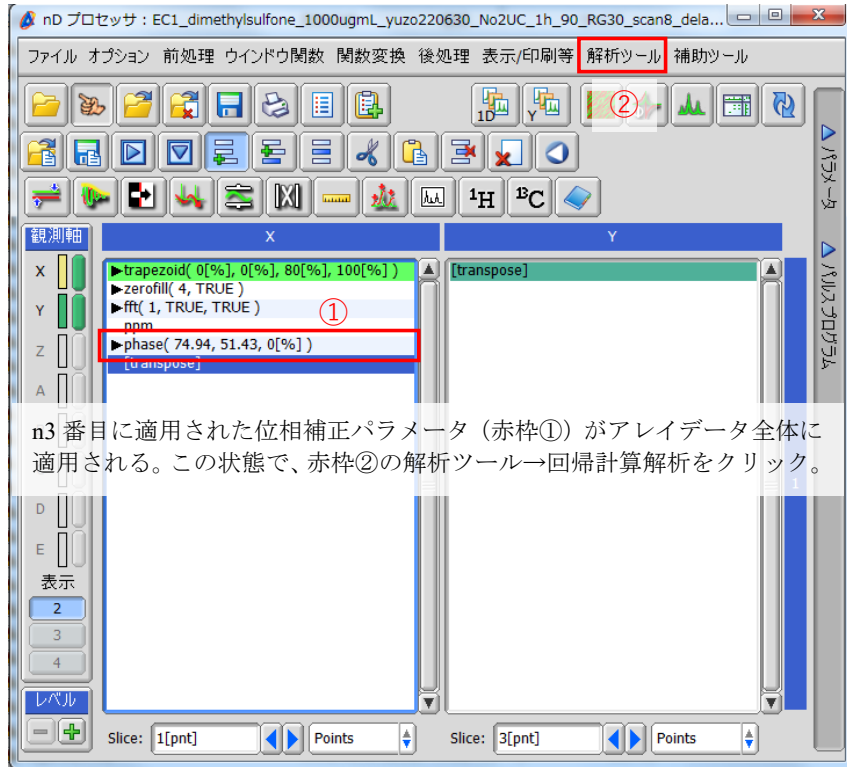 nD プロセッサ : EC1_dimethylsulfone_1000ugmL_yuzo220630_No2UC_1h_90_RG30_scan8_dela...
ファイル オプション 前処理 ウインドウ関数 関数変換 後処理 表示/印刷等 解析ツール 補助ツール
②
1D
Y
¹H
¹³C
パラメータ
パルスプログラム
観測軸
X
Y
X
▶trapezoid( 0[%], 0[%], 80[%], 100[%] )
[transpose]
▶zerofill( 4, TRUE )
Y
▶fft( 1, TRUE, TRUE )
①
ppm
Z
▶phase( 74.94, 51.43, 0[%] )
[transpose]
A
n3 番目に適用された位相補正パラメータ（赤枠①）がアレイデータ全体に
適用される。この状態で、赤枠②の解析ツール→回帰計算解析をクリック。
1
D
E
表示
2
3
4
レベル
Slice: 1[pnt] Points
Slice: 3[pnt] Points